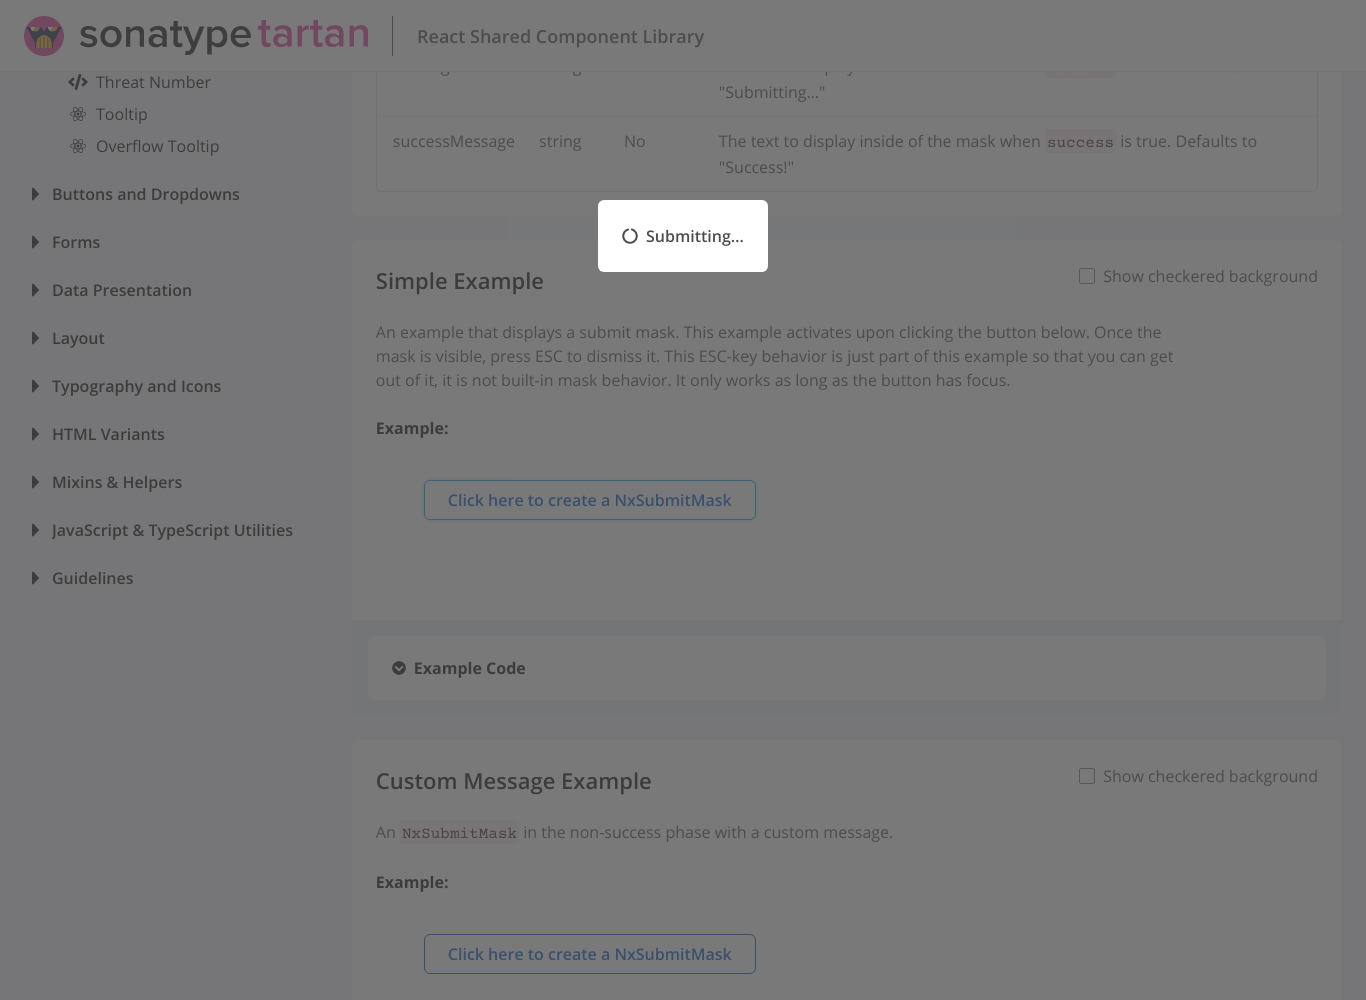 sonatype tartan
React Shared Component Library
Threat Number
Tooltip
Overflow Tooltip
Buttons and Dropdowns
Forms
Data Presentation
Layout
Typography and Icons
HTML Variants
Mixins & Helpers
JavaScript & TypeScript Utilities
Guidelines
"Submitting..."
successMessage string No The text to display inside of the mask when success is true. Defaults to
"Success!"
Submitting…
Simple Example
Show checkered background
An example that displays a submit mask. This example activates upon clicking the button below. Once the
mask is visible, press ESC to dismiss it. This ESC-key behavior is just part of this example so that you can get
out of it, it is not built-in mask behavior. It only works as long as the button has focus.
Example:
Click here to create a NxSubmitMask
Example Code
Custom Message Example
Show checkered background
An NxSubmitMask in the non-success phase with a custom message.
Example:
Click here to create a NxSubmitMask